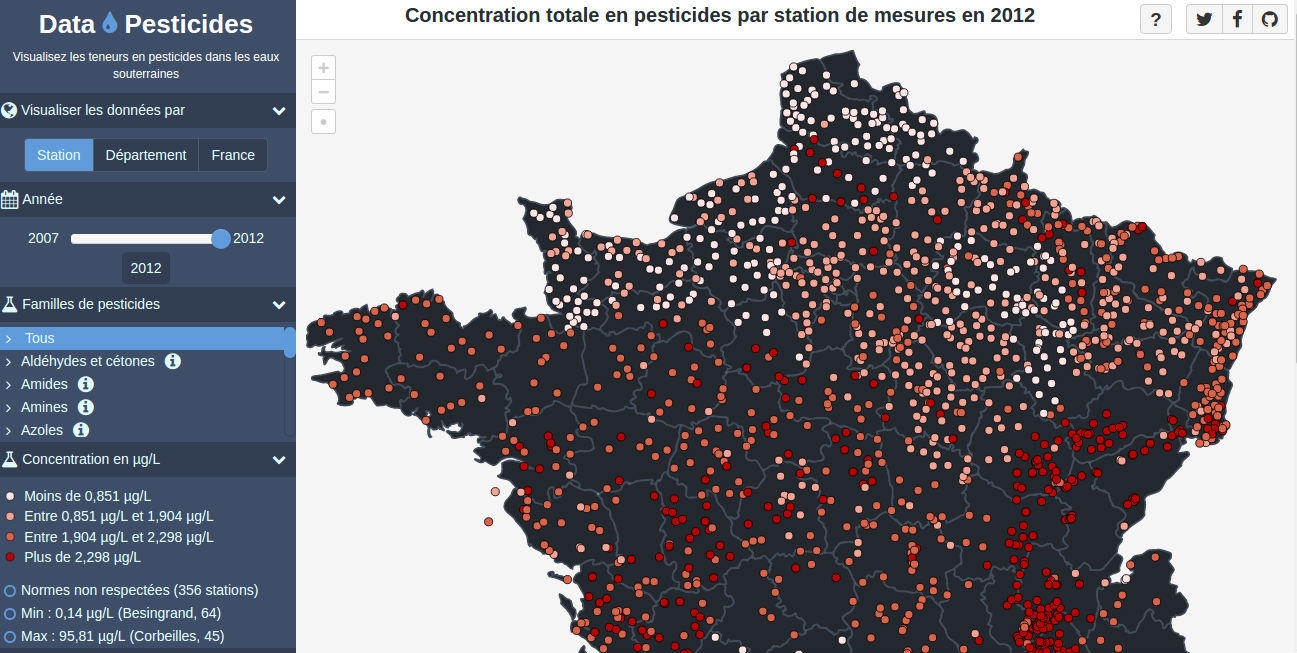 Data Pesticides
Visualisez les teneurs en pesticides dans les eaux
souterraines
Visualiser les données par
Station Département France
Année
2007 2012
2012
Familles de pesticides
Tous
Aldéhydes et cétones
Amides
Amines
Azoles
Concentration en µg/L
Moins de 0,851 µg/L
Entre 0,851 µg/L et 1,904 µg/L
Entre 1,904 µg/L et 2,298 µg/L
Plus de 2,298 µg/L
Normes non respectées (356 stations)
Min : 0,14 µg/L (Besingrand, 64)
Max : 95,81 µg/L (Corbeilles, 45)
Concentration totale en pesticides par station de mesures en 2012
?
+
−